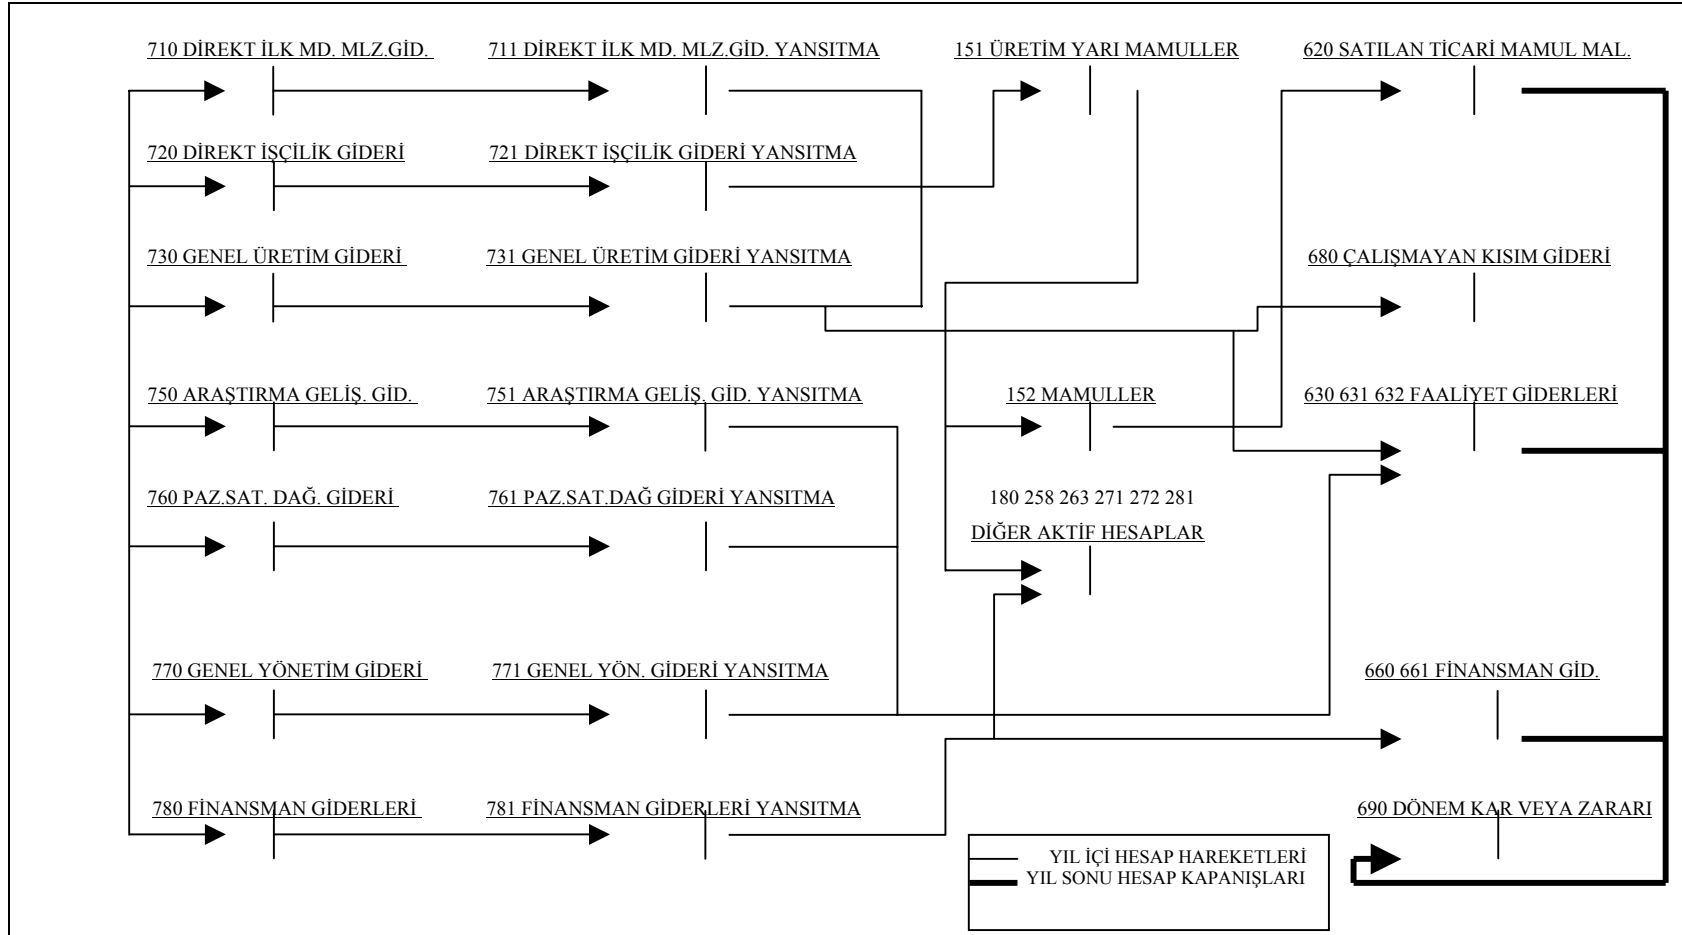 710 DİREKT İLK MD. MLZ.GİD.
711 DİREKT İLK MD. MLZ.GİD. YANSITMA
151 ÜRETİM YARI MAMULLER
620 SATILAN TİCARİ MAMUL MAL.
720 DİREKT İŞÇİLİK GİDERİ
721 DİREKT İŞÇİLİK GİDERİ YANSITMA
730 GENEL ÜRETİM GİDERİ
731 GENEL ÜRETİM GİDERİ YANSITMA
680 ÇALIŞMAYAN KISIM GİDERİ
750 ARAŞTIRMA GELİŞ. GİD.
751 ARAŞTIRMA GELİŞ. GİD. YANSITMA
152 MAMULLER
630 631 632 FAALİYET GİDERLERİ
760 PAZ.SAT. DAĞ. GİDERİ
761 PAZ.SAT.DAĞ GİDERİ YANSITMA
180 258 263 271 272 281
DİĞER AKTİF HESAPLAR
770 GENEL YÖNETİM GİDERİ
771 GENEL YÖN. GİDERİ YANSITMA
660 661 FİNANSMAN GİD.
780 FİNANSMAN GİDERLERİ
781 FİNANSMAN GİDERLERİ YANSITMA
690 DÖNEM KAR VEYA ZARARI
YIL İÇİ HESAP HAREKETLERİ
YIL SONU HESAP KAPANIŞLARI